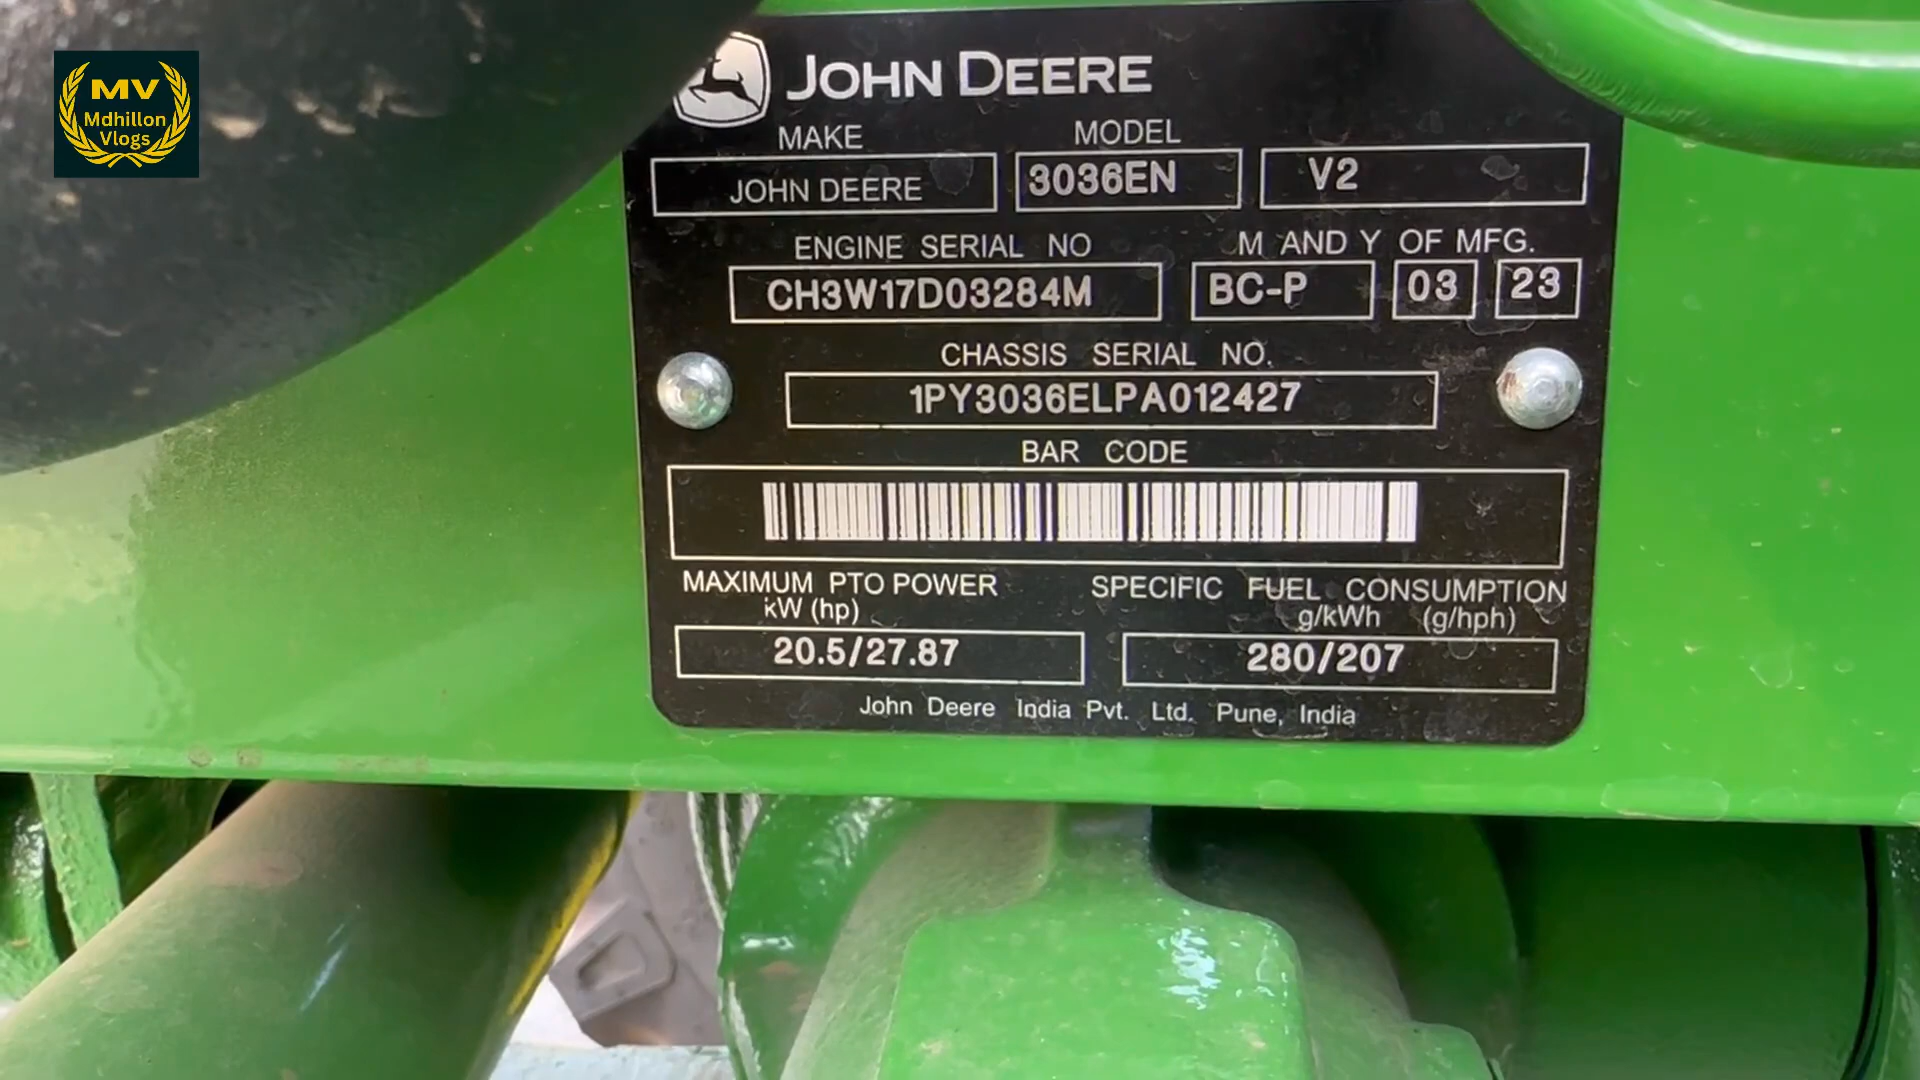 MV
Mdhillon
Vlogs
JOHN DEERE
MAKE MODEL
JOHN DEERE 3036EN V2
ENGINE SERIAL NO M AND Y OF MFG.
CH3W17D03284M BC-P 03 23
CHASSIS SERIAL NO.
1PY3036ELPA012427
BAR CODE
MAXIMUM PTO POWER SPECIFIC FUEL CONSUMPTION
kW (hp) g/kWh (g/hph)
20.5/27.87 280/207
John Deere India Pvt. Ltd. Pune, India